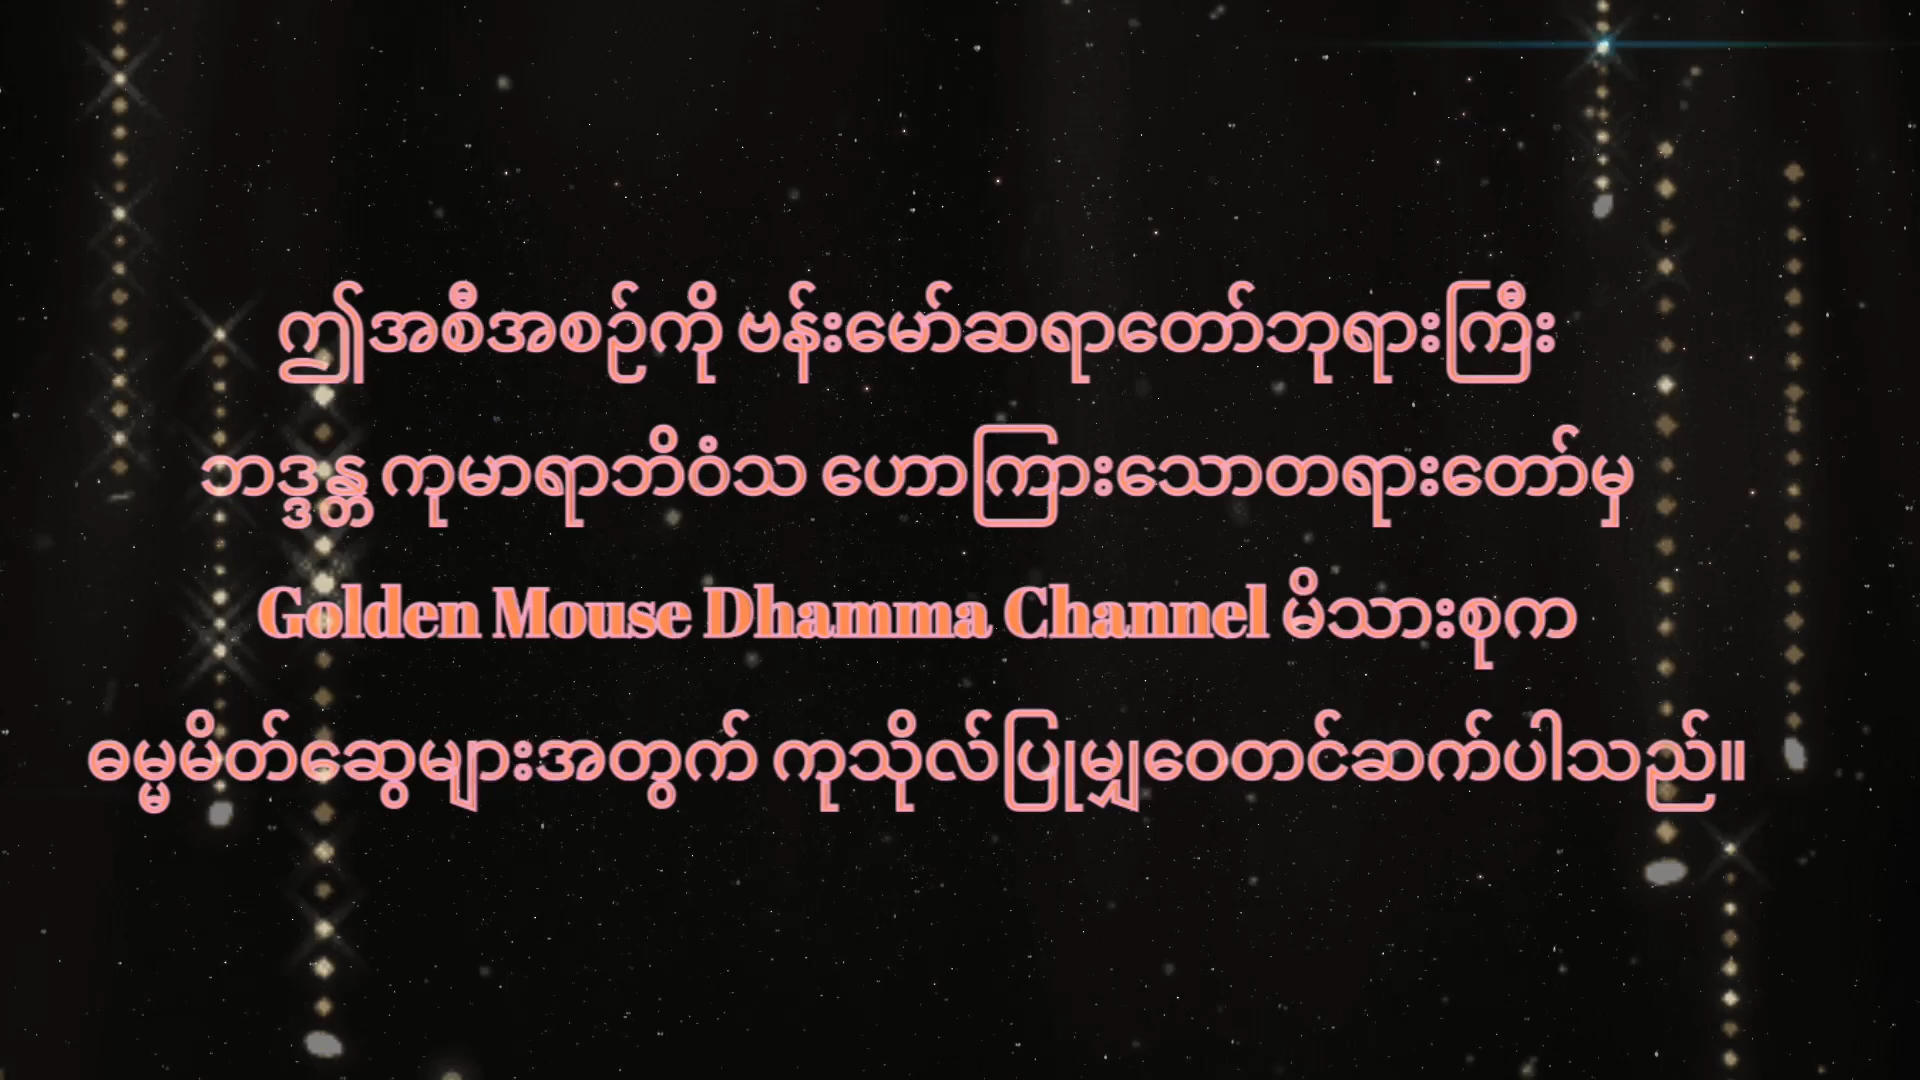 ဤအစီအစဉ်ကို ဗန်းမော်ဆရာတော်ဘုရားကြီး
ဘဒ္ဒန္တ ကုမာရာဘိဝံသ ဟောကြားသောတရားတော်မှ
Golden Mouse Dhamma Channel မိသားစုက
ဓမ္မမိတ်ဆွေများအတွက် ကုသိုလ်ပြုမျှဝေတင်ဆက်ပါသည်။